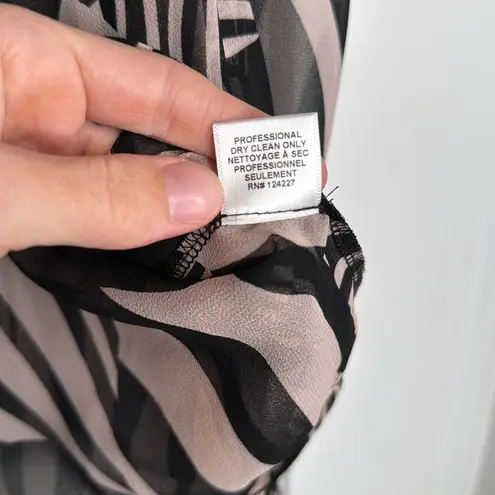 PROFESSIONAL
DRY CLEAN ONLY
NETTOYAGE À SEC
PROFESSIONNEL
SEULEMENT
RN# 124227